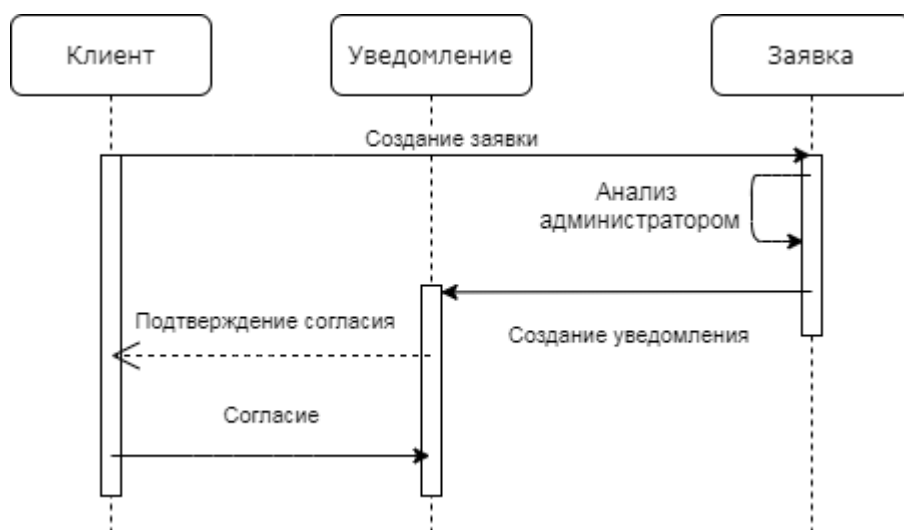 Клиент
Уведомление
Заявка
Создание заявки
Анализ
администратором
Подтверждение согласия
Создание уведомления
Согласие